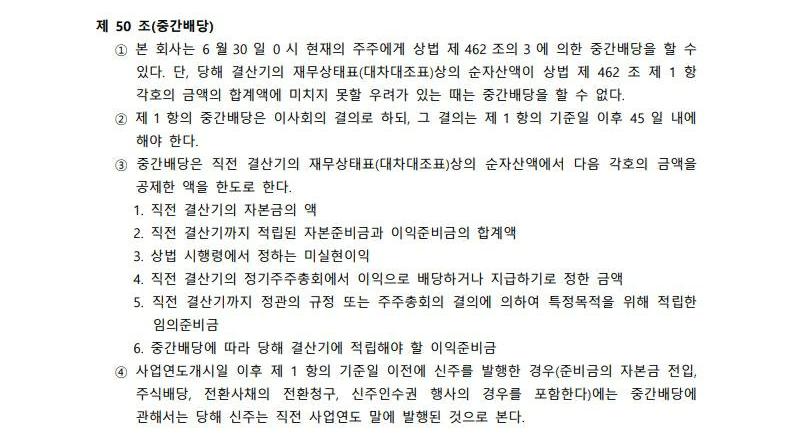 제 50 조(중간배당)
① 본 회사는 6 월 30 일 0 시 현재의 주주에게 상법 제 462 조의 3 에 의한 중간배당을 할 수
있다. 단, 당해 결산기의 재무상태표(대차대조표)상의 순자산액이 상법 제 462 조 제 1 항
각호의 금액의 합계액에 미치지 못할 우려가 있는 때는 중간배당을 할 수 없다.
② 제 1 항의 중간배당은 이사회의 결의로 하되, 그 결의는 제 1 항의 기준일 이후 45 일 내에
해야 한다.
③ 중간배당은 직전 결산기의 재무상태표(대차대조표)상의 순자산액에서 다음 각호의 금액을
공제한 액을 한도로 한다.
1. 직전 결산기의 자본금의 액
2. 직전 결산기까지 적립된 자본준비금과 이익준비금의 합계액
3. 상법 시행령에서 정하는 미실현이익
4. 직전 결산기의 정기주주총회에서 이익으로 배당하거나 지급하기로 정한 금액
5. 직전 결산기까지 정관의 규정 또는 주주총회의 결의에 의하여 특정목적을 위해 적립한
임의준비금
6. 중간배당에 따라 당해 결산기에 적립해야 할 이익준비금
④ 사업연도개시일 이후 제 1 항의 기준일 이전에 신주를 발행한 경우(준비금의 자본금 전입,
주식배당, 전환사채의 전환청구, 신주인수권 행사의 경우를 포함한다)에는 중간배당에
관해서는 당해 신주는 직전 사업연도 말에 발행된 것으로 본다.